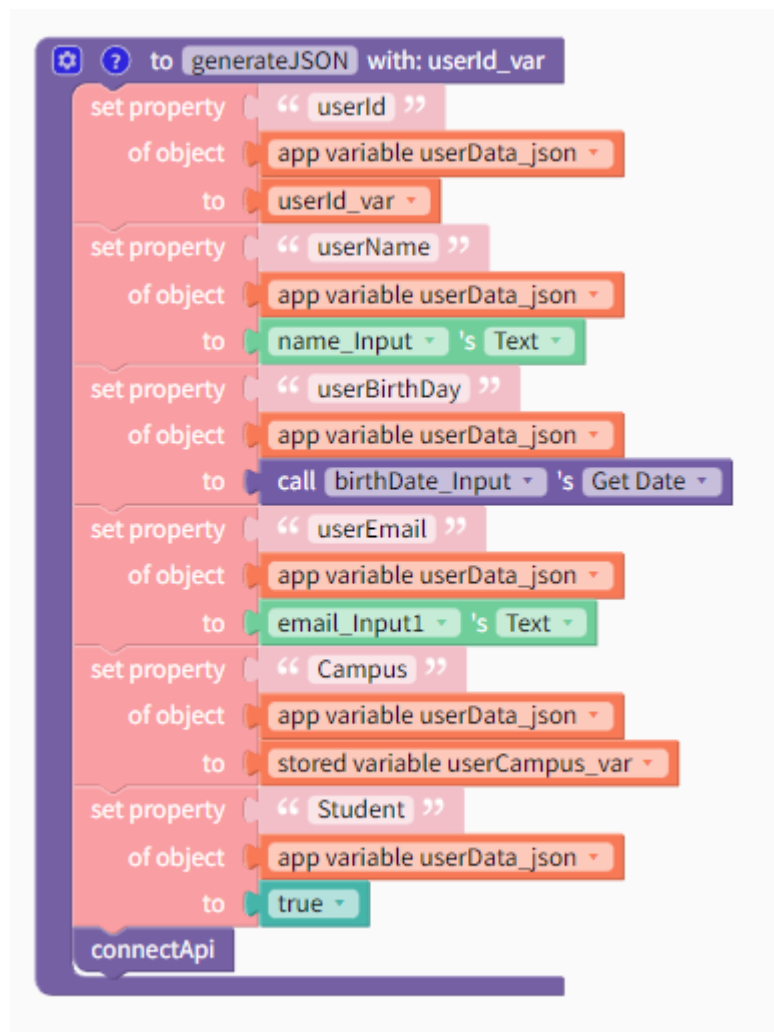 ? to generateJSON with: userId_var
set property “ userId ”
of object app variable userData_json
to userId_var
set property “ userName ”
of object app variable userData_json
to name_Input 's Text
set property “ userBirthDay ”
of object app variable userData_json
to call birthDate_Input 's Get Date
set property “ userEmail ”
of object app variable userData_json
to email_Input1 's Text
set property “ Campus ”
of object app variable userData_json
to stored variable userCampus_var
set property “ Student ”
of object app variable userData_json
to true
connectApi